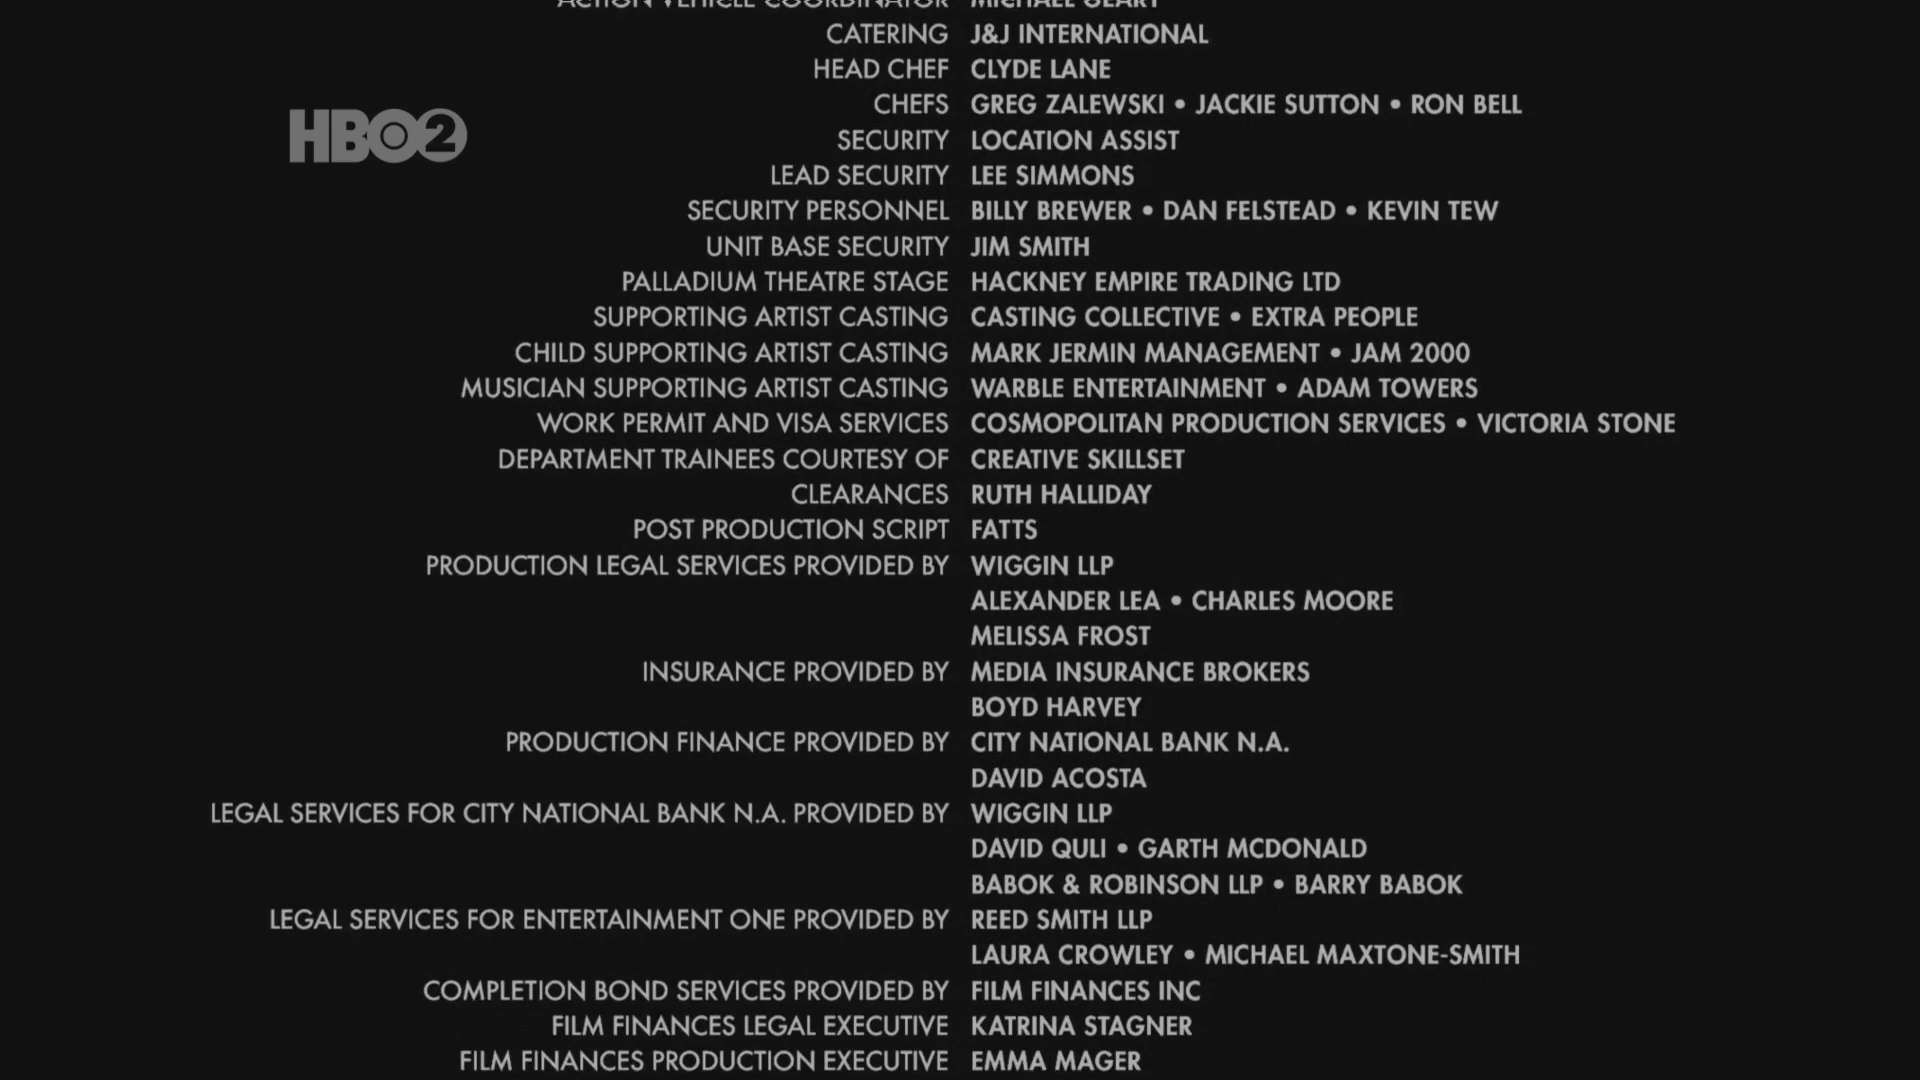 ACTION VEHICLE COORDINATOR MICHAEL GEARY
CATERING J&J INTERNATIONAL
HEAD CHEF CLYDE LANE
CHEFS GREG ZALEWSKI • JACKIE SUTTON • RON BELL
HBO2
SECURITY LOCATION ASSIST
LEAD SECURITY LEE SIMMONS
SECURITY PERSONNEL BILLY BREWER • DAN FELSTEAD • KEVIN TEW
UNIT BASE SECURITY JIM SMITH
PALLADIUM THEATRE STAGE HACKNEY EMPIRE TRADING LTD
SUPPORTING ARTIST CASTING CASTING COLLECTIVE • EXTRA PEOPLE
CHILD SUPPORTING ARTIST CASTING MARK JERMIN MANAGEMENT • JAM 2000
MUSICIAN SUPPORTING ARTIST CASTING WARBLE ENTERTAINMENT • ADAM TOWERS
WORK PERMIT AND VISA SERVICES COSMOPOLITAN PRODUCTION SERVICES • VICTORIA STONE
DEPARTMENT TRAINEES COURTESY OF CREATIVE SKILLSET
CLEARANCES RUTH HALLIDAY
POST PRODUCTION SCRIPT FATTS
PRODUCTION LEGAL SERVICES PROVIDED BY WIGGIN LLP
ALEXANDER LEA • CHARLES MOORE
MELISSA FROST
INSURANCE PROVIDED BY MEDIA INSURANCE BROKERS
BOYD HARVEY
PRODUCTION FINANCE PROVIDED BY CITY NATIONAL BANK N.A.
DAVID ACOSTA
LEGAL SERVICES FOR CITY NATIONAL BANK N.A. PROVIDED BY WIGGIN LLP
DAVID QULI • GARTH MCDONALD
BABOK & ROBINSON LLP • BARRY BABOK
LEGAL SERVICES FOR ENTERTAINMENT ONE PROVIDED BY REED SMITH LLP
LAURA CROWLEY • MICHAEL MAXTONE-SMITH
COMPLETION BOND SERVICES PROVIDED BY FILM FINANCES INC
FILM FINANCES LEGAL EXECUTIVE KATRINA STAGNER
FILM FINANCES PRODUCTION EXECUTIVE EMMA MAGER